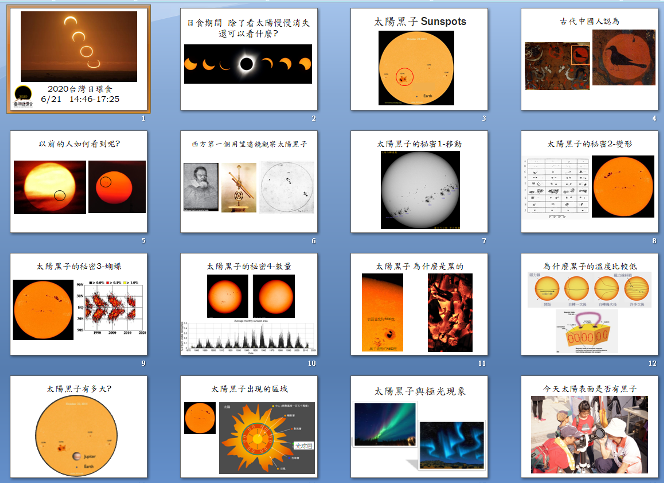 2020台灣日環食
6/21 14:46-17:25
1
日食期間 除了看太陽慢慢消失
還可以看什麼?
2
太陽黑子 Sunspots
Earth
3
古代中國人認為
4
以前的人如何看到呢?
5
西方第一個用望遠鏡觀察太陽黑子
6
太陽黑子的秘密1-移動
7
太陽黑子的秘密2-變形
8
太陽黑子的秘密3-蝴蝶
9
太陽黑子的秘密4-數量
10
太陽黑子 為什麼是黑的
11
為什麼黑子的溫度比較低
12
太陽黑子有多大?
Jupiter
Earth
太陽黑子出現的區域
光球層
太陽黑子與極光現象
今天太陽表面是否有黑子